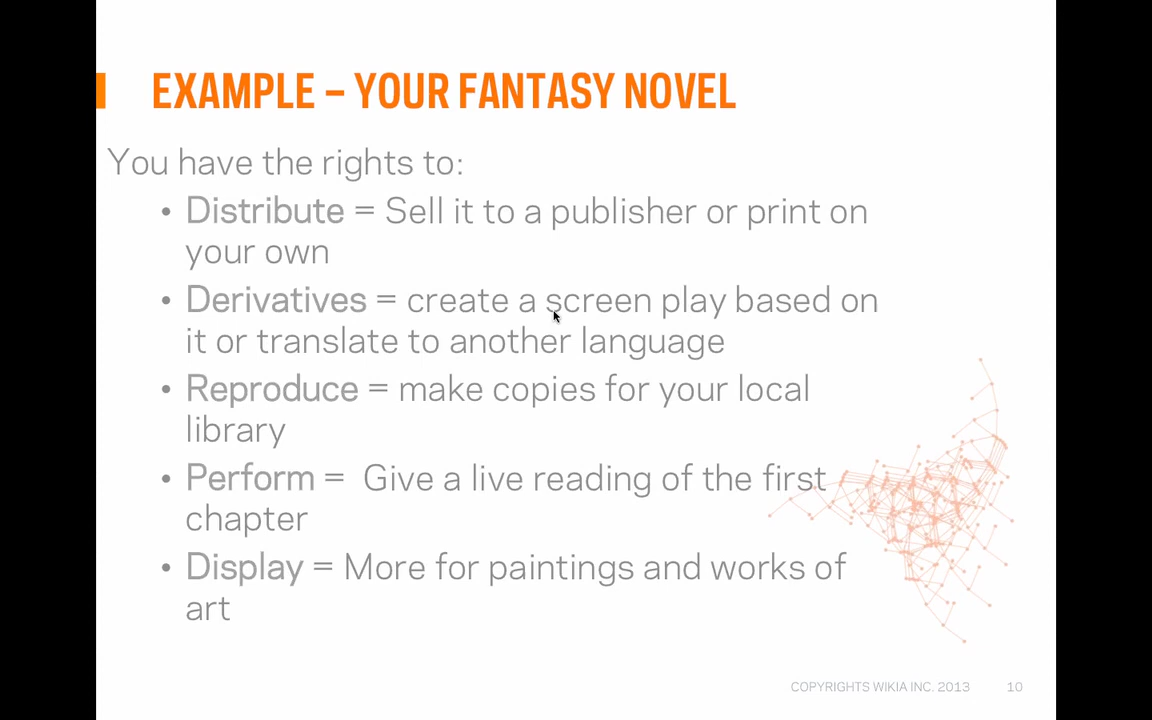 EXAMPLE – YOUR FANTASY NOVEL
You have the rights to:
• Distribute = Sell it to a publisher or print on
your own
• Derivatives = create a screen play based on
it or translate to another language
• Reproduce = make copies for your local
library
• Perform = Give a live reading of the first
chapter
• Display = More for paintings and works of
art
COPYRIGHTS WIKIA INC. 2013 10